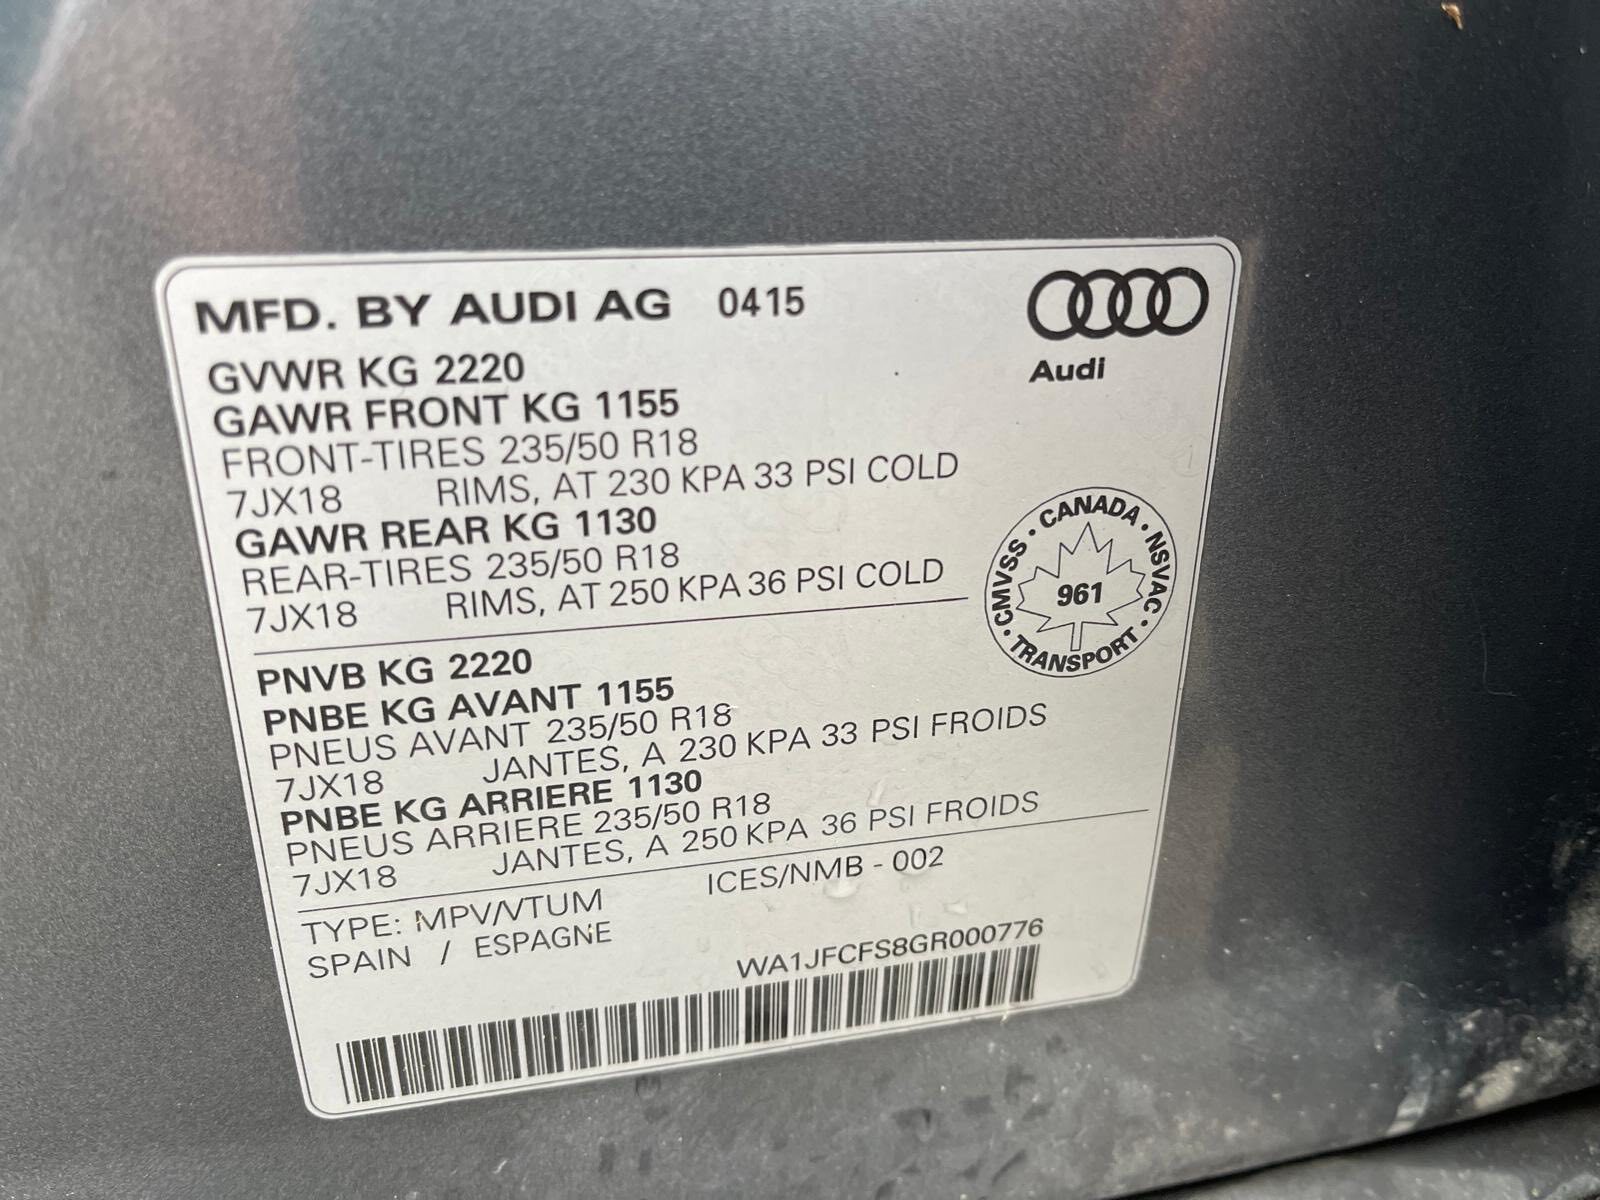 MFD. BY AUDI AG 0415
Audi
GVWR KG 2220
GAWR FRONT KG 1155
FRONT-TIRES 235/50 R18
7JX18 RIMS, AT 230 KPA 33 PSI COLD
GAWR REAR KG 1130
REAR-TIRES 235/50 R18
7JX18 RIMS, AT 250 KPA 36 PSI COLD
CMVSS · CANADA · NSVAC · TRANSPORT ·
961
PNVB KG 2220
PNBE KG AVANT 1155
PNEUS AVANT 235/50 R18
7JX18 JANTES, A 230 KPA 33 PSI FROIDS
PNBE KG ARRIERE 1130
PNEUS ARRIERE 235/50 R18
7JX18 JANTES, A 250 KPA 36 PSI FROIDS
TYPE: MPV/VTUM ICES/NMB - 002
SPAIN / ESPAGNE
WA1JFCFS8GR000776